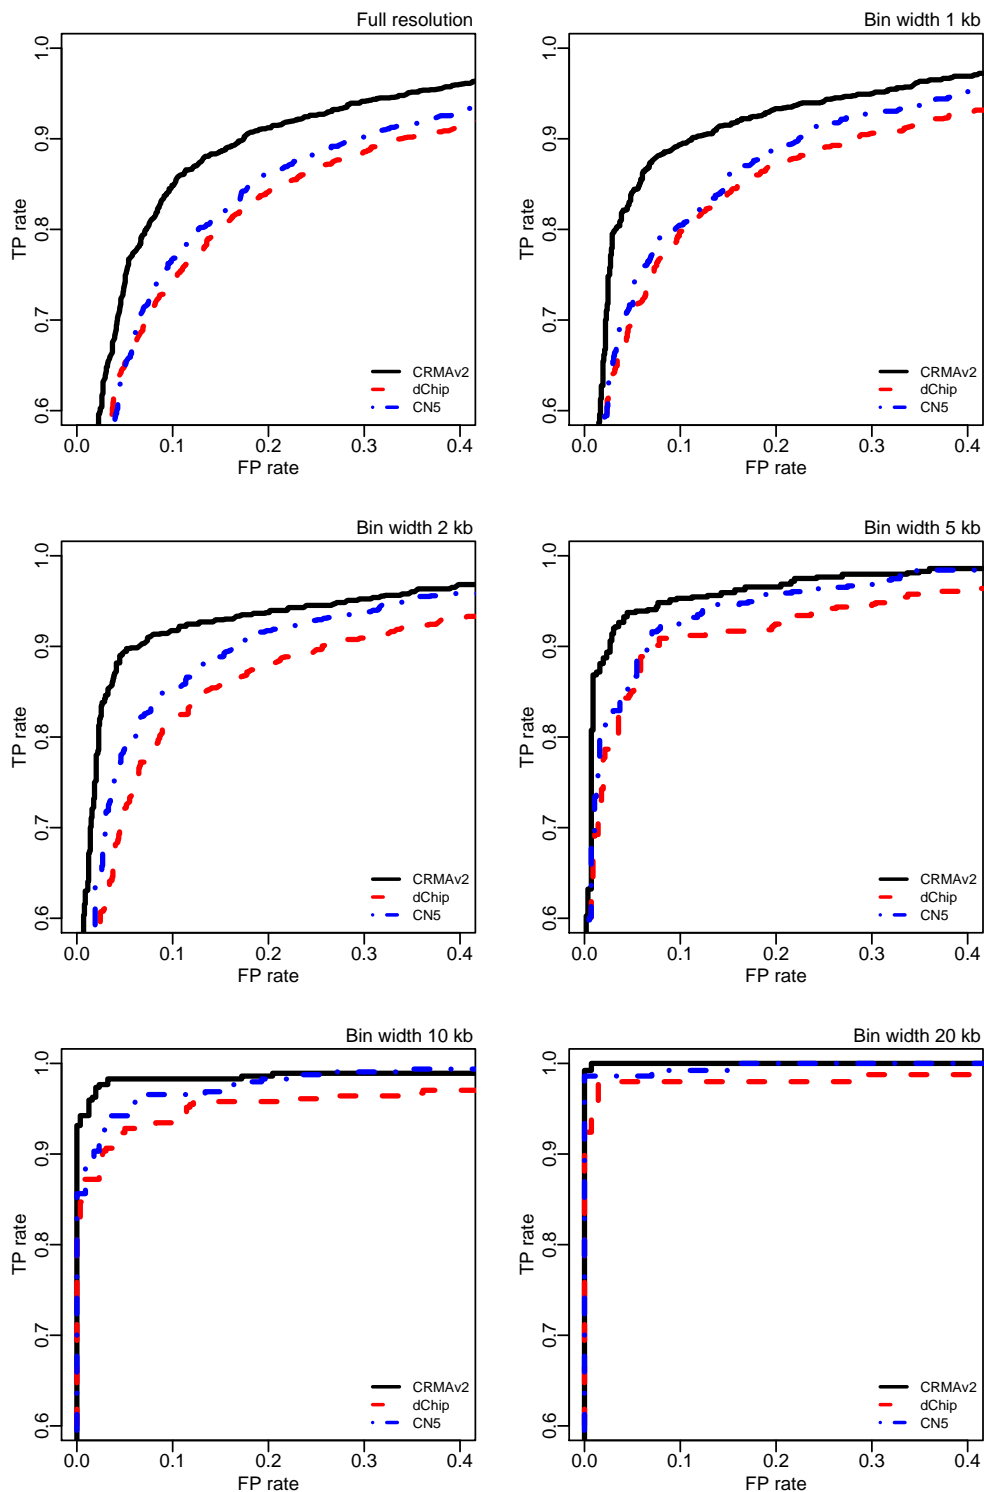 Full resolution
1.0
0.9
0.8
0.7
0.6
TP rate
CRMAv2
dChip
CN5
0.0 0.1 0.2 0.3 0.4
FP rate
Bin width 1 kb
1.0
0.9
0.8
0.7
0.6
TP rate
CRMAv2
dChip
CN5
0.0 0.1 0.2 0.3 0.4
FP rate
Bin width 2 kb
1.0
0.9
0.8
0.7
0.6
TP rate
CRMAv2
dChip
CN5
0.0 0.1 0.2 0.3 0.4
FP rate
Bin width 5 kb
1.0
0.9
0.8
0.7
0.6
TP rate
CRMAv2
dChip
CN5
0.0 0.1 0.2 0.3 0.4
FP rate
Bin width 10 kb
1.0
0.9
0.8
0.7
0.6
TP rate
CRMAv2
dChip
CN5
0.0 0.1 0.2 0.3 0.4
FP rate
Bin width 20 kb
1.0
0.9
0.8
0.7
0.6
TP rate
CRMAv2
dChip
CN5
0.0 0.1 0.2 0.3 0.4
FP rate